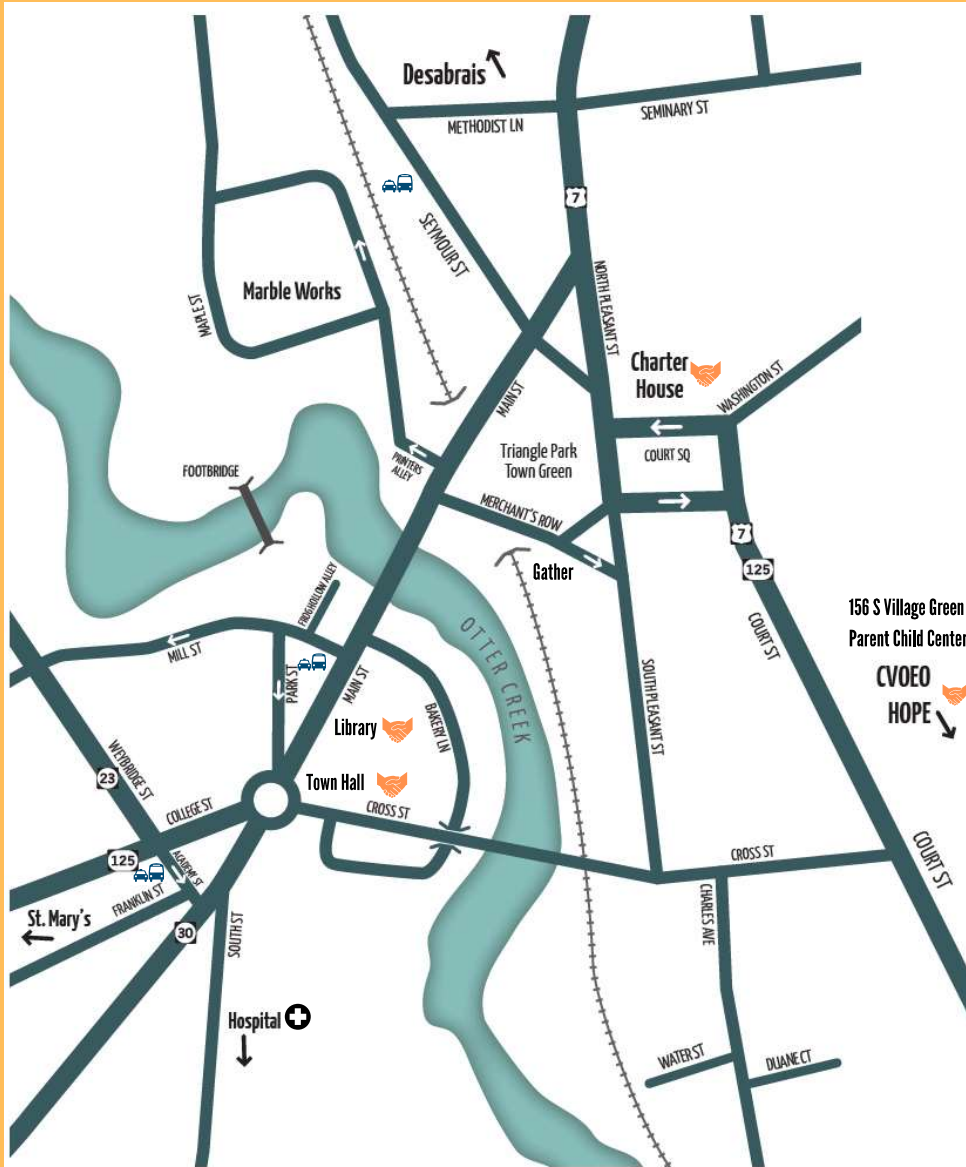 Desabrais
METHODIST LN
SEMINARY ST
7
SEYMOUR ST
NORTH PLEASANT ST
MAPLE ST
Marble Works
Charter
House
WASHINGTON ST
MAIN ST
Triangle Park
Town Green
COURT SQ
PRINTERS
ALLEY
FOOTBRIDGE
MERCHANT'S ROW
7
125
Gather
FROG HOLLOW ALLEY
156 S Village Green
Parent Child Center
CVOEO
HOPE
COURT ST
OTTER CREEK
MILL ST
PARK ST
MAIN ST
BAKERY LN
SOUTH PLEASANT ST
Library
Town Hall
WEYBRIDGE ST
23
COLLEGE ST
CROSS ST
CROSS ST
COURT ST
125
ACADEMY ST
FRANKLIN ST
St. Mary's
30
SOUTH ST
CHARLES AVE
Hospital
WATER ST
DUANE CT